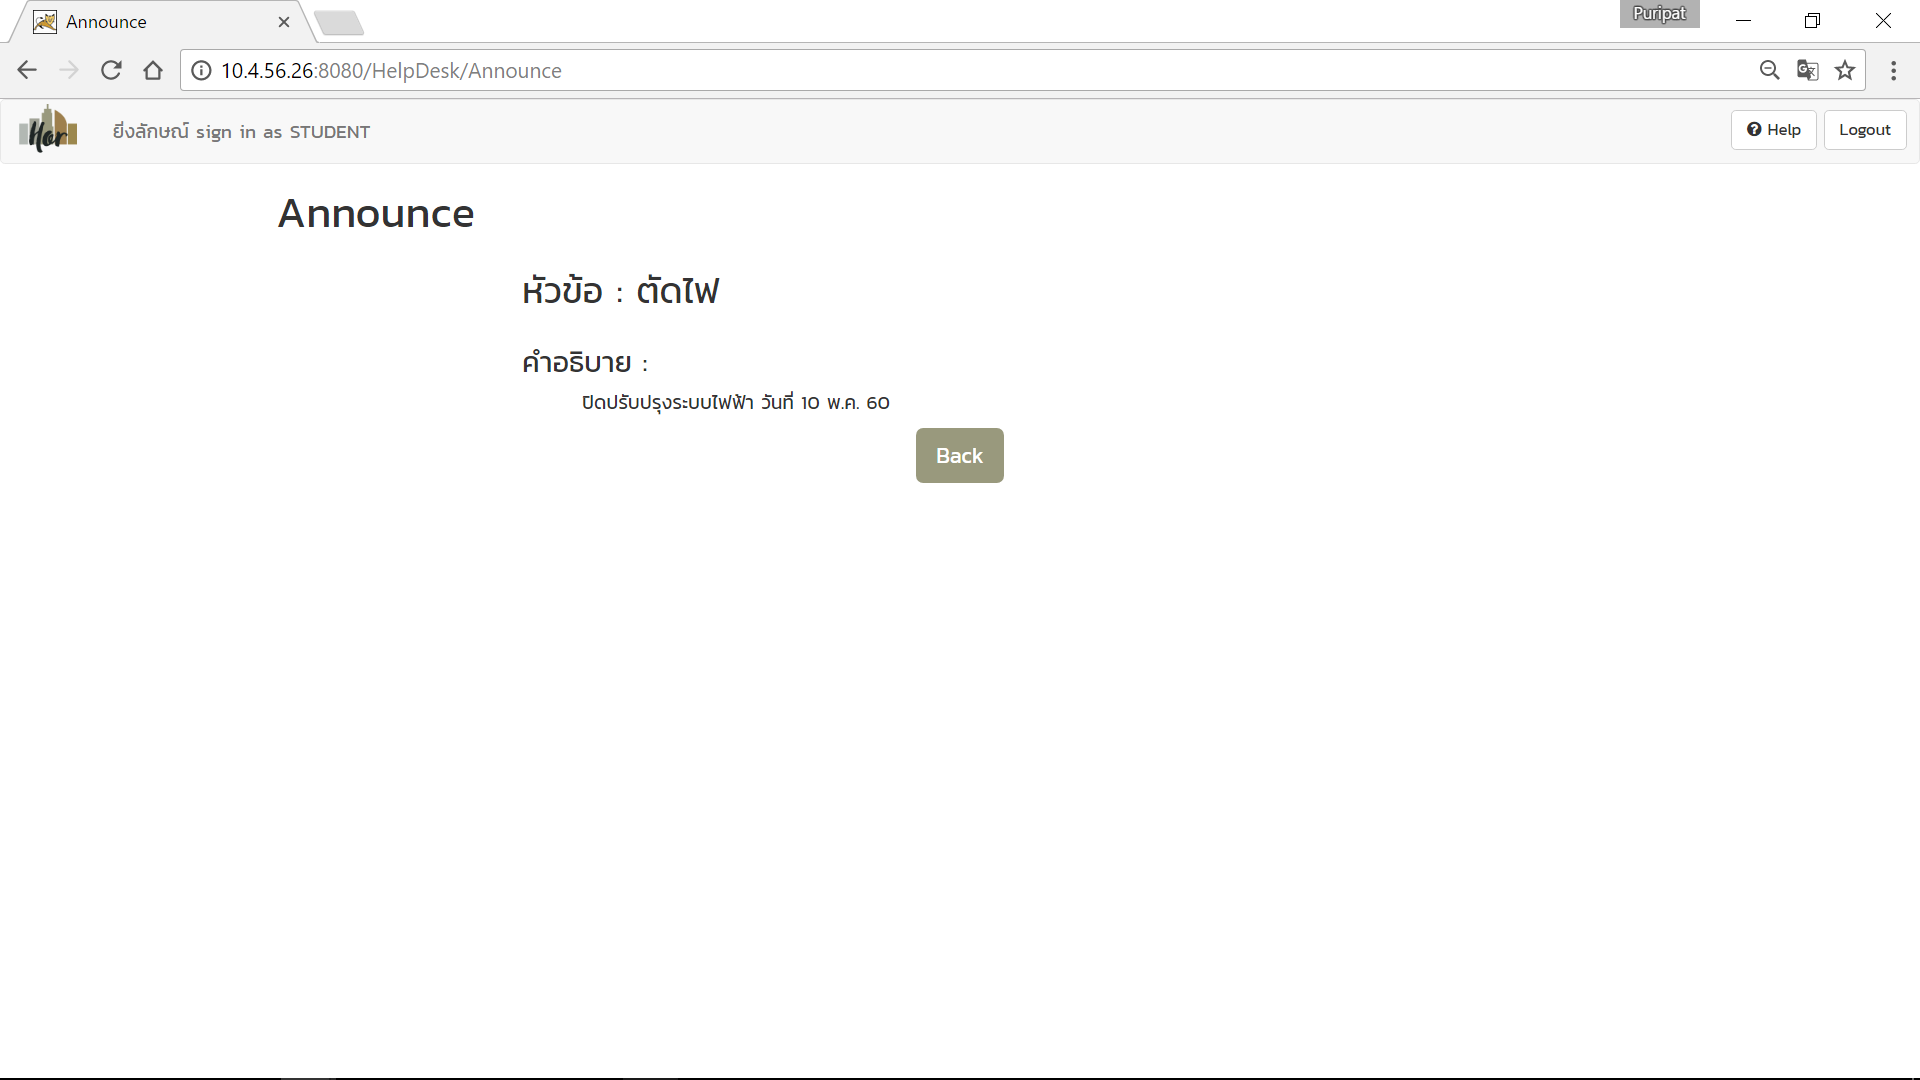 Announce
Puripat
10.4.56.26:8080/HelpDesk/Announce
Hor
ยิ่งลักษณ์ sign in as STUDENT
Help
Logout
Announce
หัวข้อ : ตัดไฟ
คำอธิบาย :
ปิดปรับปรุงระบบไฟฟ้า วันที่ 10 พ.ค. 60
Back